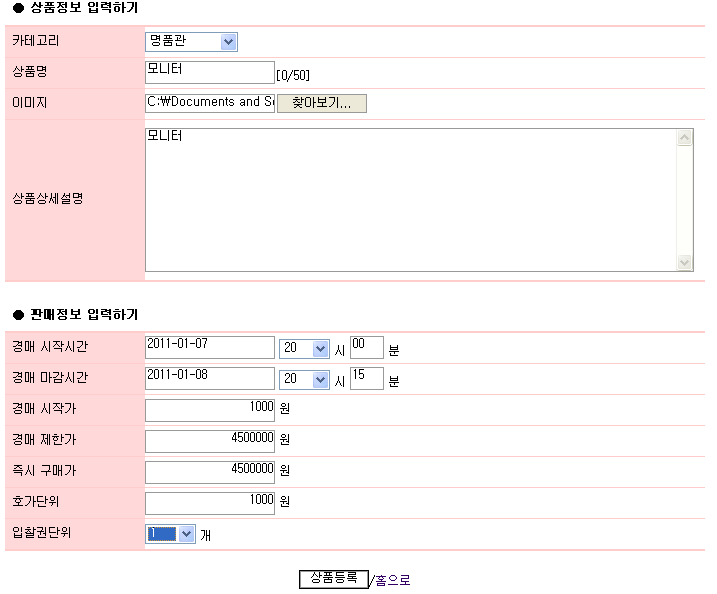 ● 상품정보 입력하기
카테고리 명품관
상품명 모니터 [0/50]
이미지 C:\Documents and Se 찾아보기...
상품상세설명 모니터
● 판매정보 입력하기
경매 시작시간 2011-01-07 20 시 00 분
경매 마감시간 2011-01-08 20 시 15 분
경매 시작가 1000 원
경매 제한가 4500000 원
즉시 구매가 4500000 원
호가단위 1000 원
입찰권단위 1 개
상품등록 /홈으로